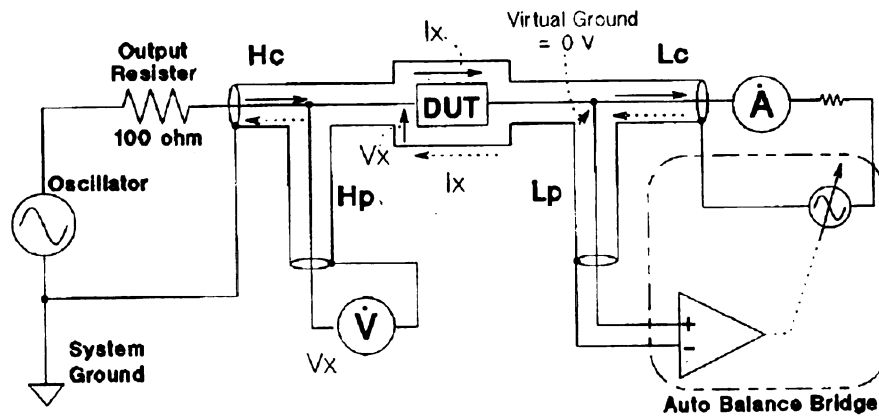 Virtual Ground
= 0 V
Ix
Output
Resister
Hc
Lc
DUT
A
100 ohm
Vx
Oscillator
Ix
Hp
Lp
V
+
−
System
Ground
Vx
Auto Balance Bridge